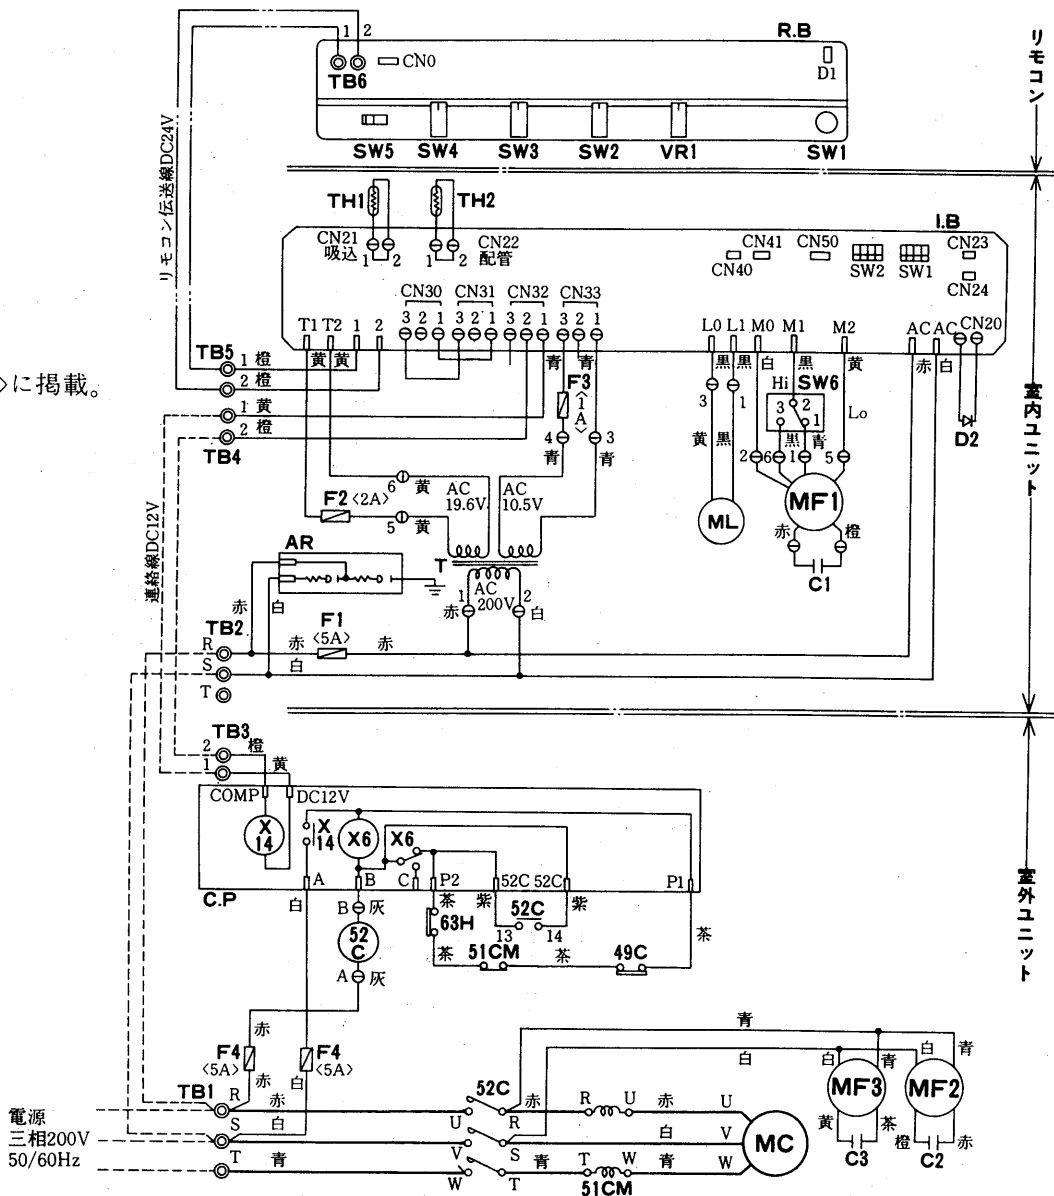 R.B
1 2
CN0
TB6
D1
SW5 SW4 SW3 SW2 VR1 SW1
リモコン
リモコン伝送線DC24V
TH1 TH2
I.B
CN21
吸込
1 2
CN22
配管
1 2
CN41 CN50
CN40
SW2 SW1
CN23
CN24
CN30 CN31 CN32 CN33
3 2 1 3 2 1 3 2 1 3 2 1
T1 T2 1 2
L0 L1 M0 M1 M2 AC AC CN20
黄 黄
青 青
黒 黒 白 黒 黄 赤 白
TB5
1 橙
2 橙
1 黄
2 橙
TB4
>に掲載。
F3
<1A>
4 3
青 青
3 1
黄 黒
Hi SW6
3 2 1
黒 青
Lo
2 6 1 5
D2
室内ユニット
ML
MF1
赤 橙
C1
6 黄
F2 <2A>
5 黄
AC
19.6V
AC
10.5V
T
AC
200V
1 2
赤 白
連絡線DC12V
AR
赤 白
TB2
R
S
T
F1
<5A>
赤 赤
白
TB3
2 橙
1 黄
COMP DC12V
X
14
X
14
X6
X6
A B C P2 52C 52C P1
C.P
白
B 灰
52
C
A 灰
茶 紫 紫
63H
52C
13 14
茶
51CM
茶
49C
茶
室外ユニット
赤
F4
<5A>
赤
F4
<5A>
白
TB1
R 赤
S 白
T 青
電源
三相200V
50/60Hz
52C
U R
V S
W T
青
白
赤 R U 赤 U
白 V
青 T W 青 W
51CM
MC
白 青
MF3
黄 茶
C3
白 青
MF2
橙 赤
C2